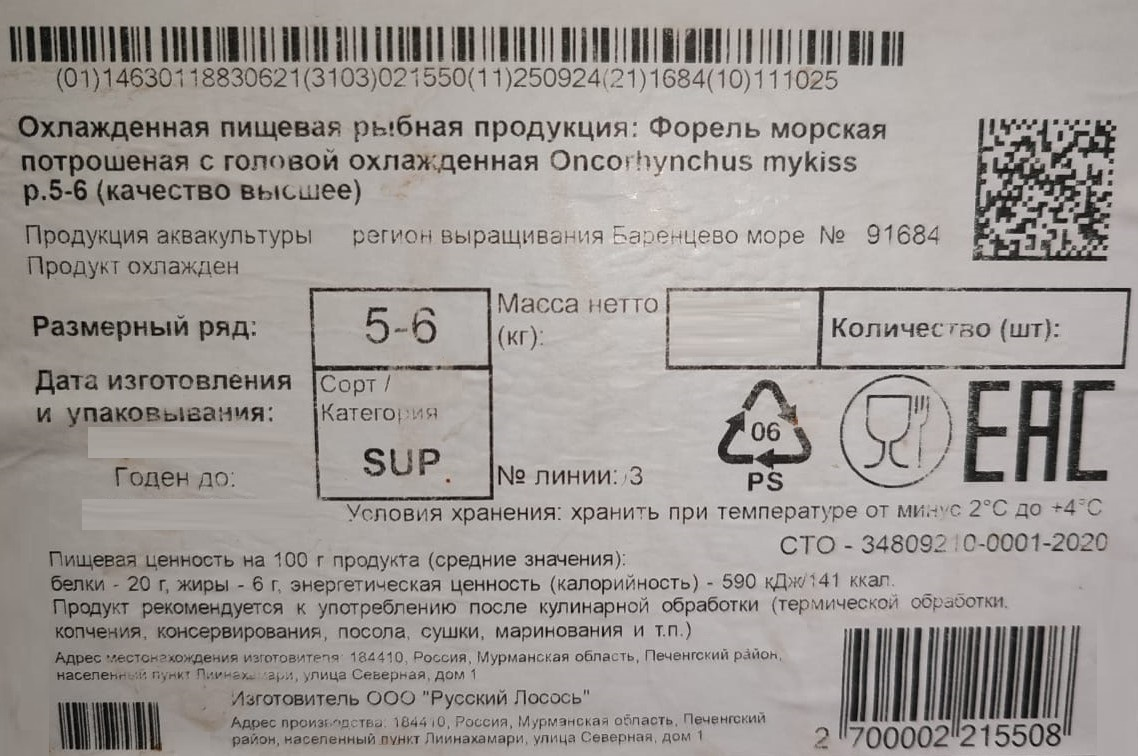 (01)14630118830621(3103)021550(11)250924(21)1684(10)111025
Охлажденная пищевая рыбная продукция: Форель морская
потрошеная с головой охлажденная Oncorhynchus mykiss
р.5-6 (качество высшее)
Продукция аквакультуры регион выращивания Баренцево море № 91684
Продукт охлажден
Размерный ряд:
5-6
Масса нетто
(кг):
Количество (шт):
Дата изготовления
и упаковывания:
Сорт /
Категория
SUP
Годен до:
№ линии: 3
06
PS
EAC
Условия хранения: хранить при температуре от минус 2°С до +4°С
СТО - 34809210-0001-2020
Пищевая ценность на 100 г продукта (средние значения):
белки - 20 г, жиры - 6 г, энергетическая ценность (калорийность) - 590 кДж/141 ккал.
Продукт рекомендуется к употреблению после кулинарной обработки (термической обработки,
копчения, консервирования, посола, сушки, маринования и т.п.)
Адрес местонахождения изготовителя: 184410, Россия, Мурманская область, Печенгский район,
населенный пункт Лиинахамари, улица Северная, дом 1
Изготовитель ООО "Русский Лосось"
Адрес производства: 184410, Россия, Мурманская область, Печенгский
район, населенный пункт Лиинахамари, улица Северная, дом 1
2 700002 215508